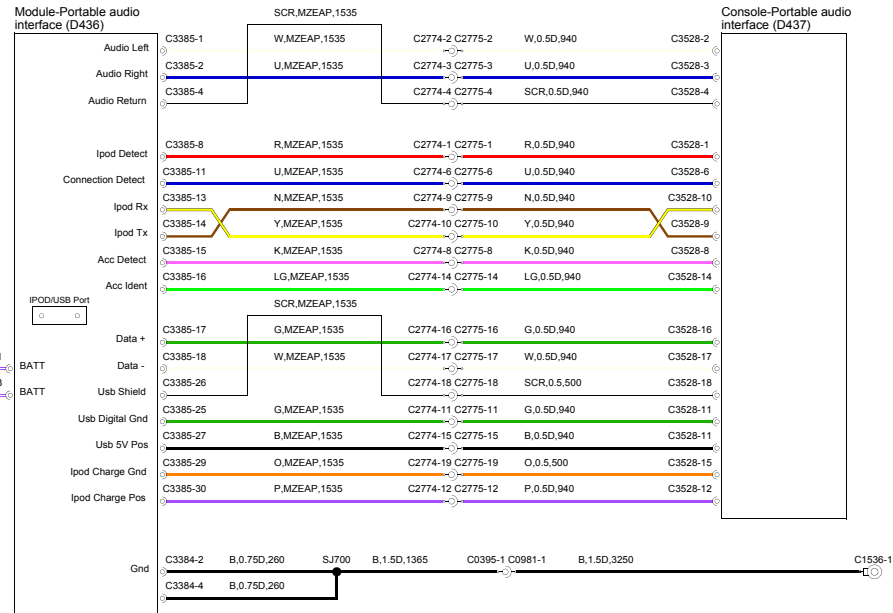 Module-Portable audio
interface (D436)
SCR,MZEAP,1535
Console-Portable audio
interface (D437)
Audio Left C3385-1 W,MZEAP,1535 C2774-2 C2775-2 W,0.5D,940 C3528-2
Audio Right C3385-2 U,MZEAP,1535 C2774-3 C2775-3 U,0.5D,940 C3528-3
Audio Return C3385-4 C2774-4 C2775-4 SCR,0.5D,940 C3528-4
Ipod Detect C3385-8 R,MZEAP,1535 C2774-1 C2775-1 R,0.5D,940 C3528-1
Connection Detect C3385-11 U,MZEAP,1535 C2774-6 C2775-6 U,0.5D,940 C3528-6
Ipod Rx C3385-13 N,MZEAP,1535 C2774-9 C2775-9 N,0.5D,940 C3528-10
Ipod Tx C3385-14 Y,MZEAP,1535 C2774-10 C2775-10 Y,0.5D,940 C3528-9
Acc Detect C3385-15 K,MZEAP,1535 C2774-8 C2775-8 K,0.5D,940 C3528-8
Acc Ident C3385-16 LG,MZEAP,1535 C2774-14 C2775-14 LG,0.5D,940 C3528-14
IPOD/USB Port
SCR,MZEAP,1535
Data + C3385-17 G,MZEAP,1535 C2774-16 C2775-16 G,0.5D,940 C3528-16
BATT Data - C3385-18 W,MZEAP,1535 C2774-17 C2775-17 W,0.5D,940 C3528-17
BATT Usb Shield C3385-26 C2774-18 C2775-18 SCR,0.5,500 C3528-18
Usb Digital Gnd C3385-25 G,MZEAP,1535 C2774-11 C2775-11 G,0.5D,940 C3528-11
Usb 5V Pos C3385-27 B,MZEAP,1535 C2774-15 C2775-15 B,0.5D,940 C3528-11
Ipod Charge Gnd C3385-29 O,MZEAP,1535 C2774-19 C2775-19 O,0.5,500 C3528-15
Ipod Charge Pos C3385-30 P,MZEAP,1535 C2774-12 C2775-12 P,0.5D,940 C3528-12
Gnd C3384-2 B,0.75D,260 SJ700 B,1.5D,1365 C0395-1 C0981-1 B,1.5D,3250 C1536-1
C3384-4 B,0.75D,260